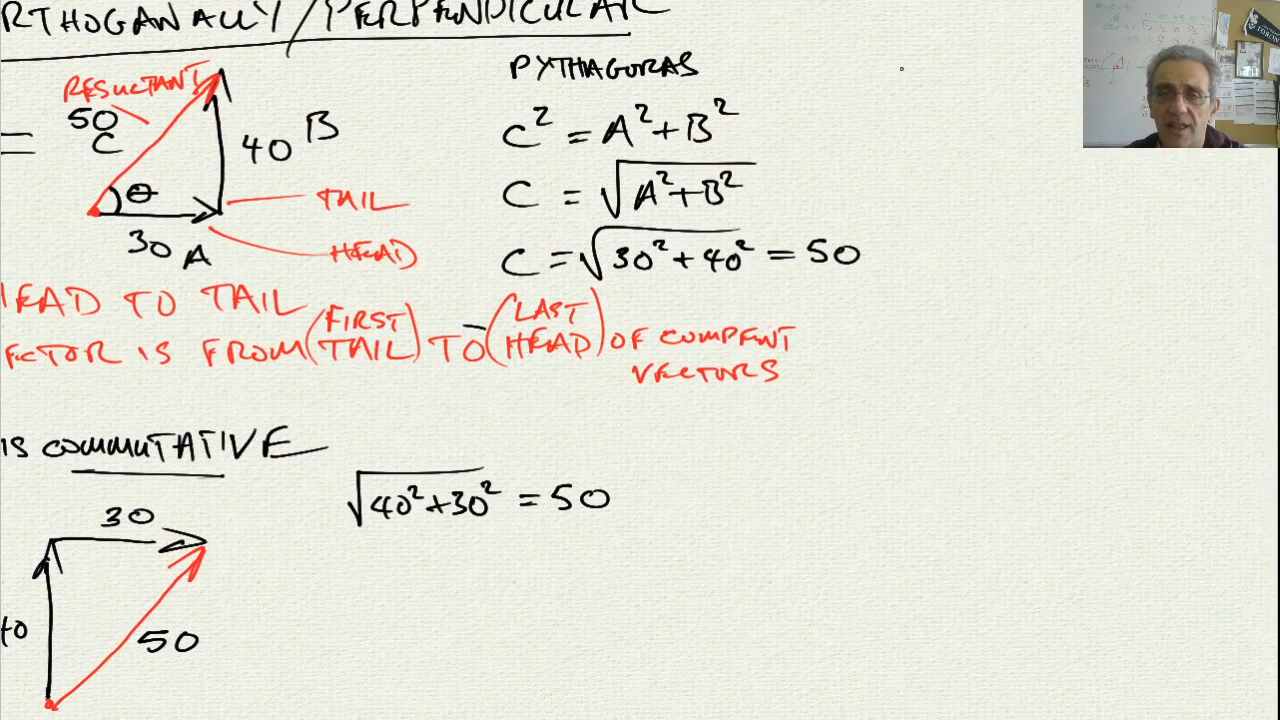 RTHOGANALLY/PERPENDICULAR
PYTHAGORAS
RESULTANT
50
C
=
40 B
C² = A² + B²
θ
TAIL
C = √A² + B²
30 A
HEAD
C = √30² + 40² = 50
HEAD TO TAIL
(FIRST (LAST
ECTOR IS FROM TAIL) TO HEAD) OF COMPENT
VECTORS
IS COMMUTATIVE
30
√40² + 30² = 50
40
50